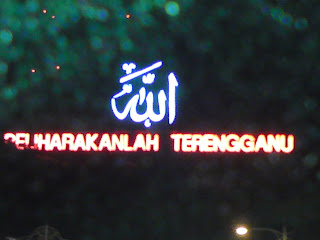 الله
PELIHARAKANLAH TERENGGANU